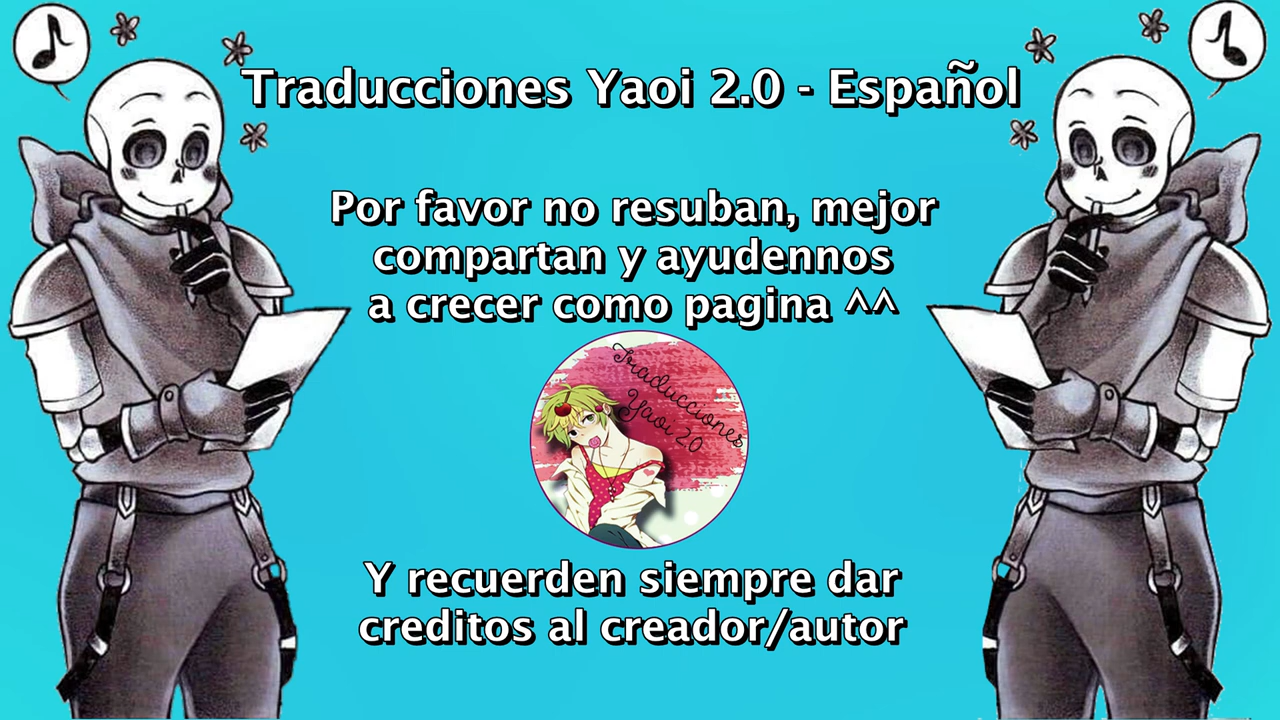 Traducciones Yaoi 2.0 - Español
Por favor no resuban, mejor
compartan y ayudennos
a crecer como pagina ^^
Traducciones
Yaoi 2.0
Y recuerden siempre dar
creditos al creador/autor